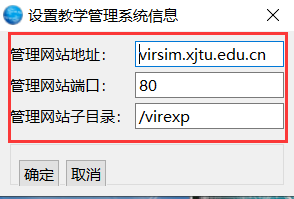 设置教学管理系统信息
管理网站地址： virsim.xjtu.edu.cn
管理网站端口： 80
管理网站子目录： /virexp
确定 取消